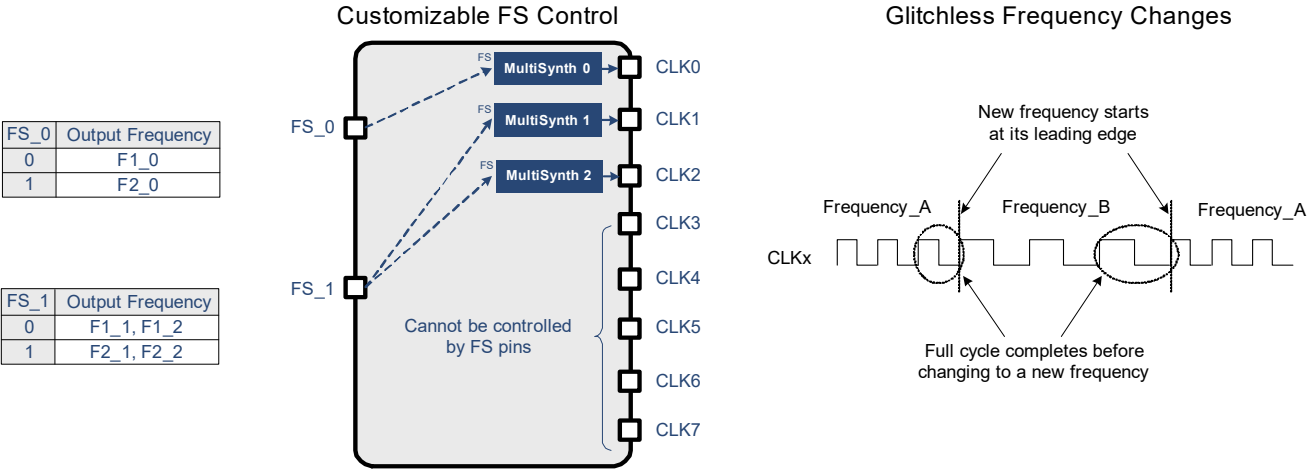 Customizable FS Control
Glitchless Frequency Changes
FS_0 Output Frequency
0 F1_0
1 F2_0
FS_1 Output Frequency
0 F1_1, F1_2
1 F2_1, F2_2
FS_0
FS_1
FS
MultiSynth 0
FS
MultiSynth 1
FS
MultiSynth 2
CLK0
CLK1
CLK2
CLK3
CLK4
CLK5
CLK6
CLK7
Cannot be controlled
by FS pins
New frequency starts
at its leading edge
Frequency_A Frequency_B Frequency_A
CLKx
Full cycle completes before
changing to a new frequency